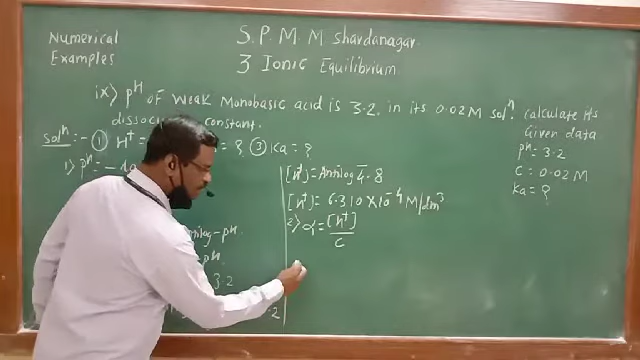 Numerical
Examples
S.P.M.M Shardanagar.
3 Ionic Equilibrium
ix) pH of weak Monobasic acid is 3.2. in its 0.02M solⁿ. calculate its
dissoci constant.
Given data
pH = 3.2
C = 0.02M
Ka = ?
solⁿ:- ① H⁺ = ? ③ Ka = ?
1) pH = -
Antilog-pH
pH.
3.2
.2
[H⁺] = Antilog 4̅.8
[H⁺] = 6.310 × 10⁻⁴ M/dm³
2) α = [H⁺]
C